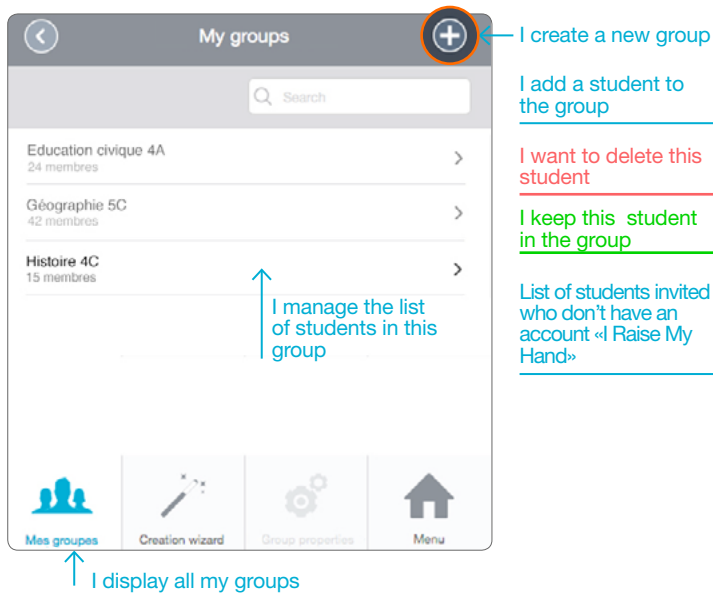 My groups
I create a new group
Search
I add a student to
the group
Education civique 4A
24 membres
I want to delete this
student
Géographie 5C
42 membres
I keep this student
in the group
Histoire 4C
15 membres
I manage the list
of students in this
group
List of students invited
who don't have an
account «I Raise My
Hand»
Mes groupes
Creation wizard
Group properties
Menu
I display all my groups